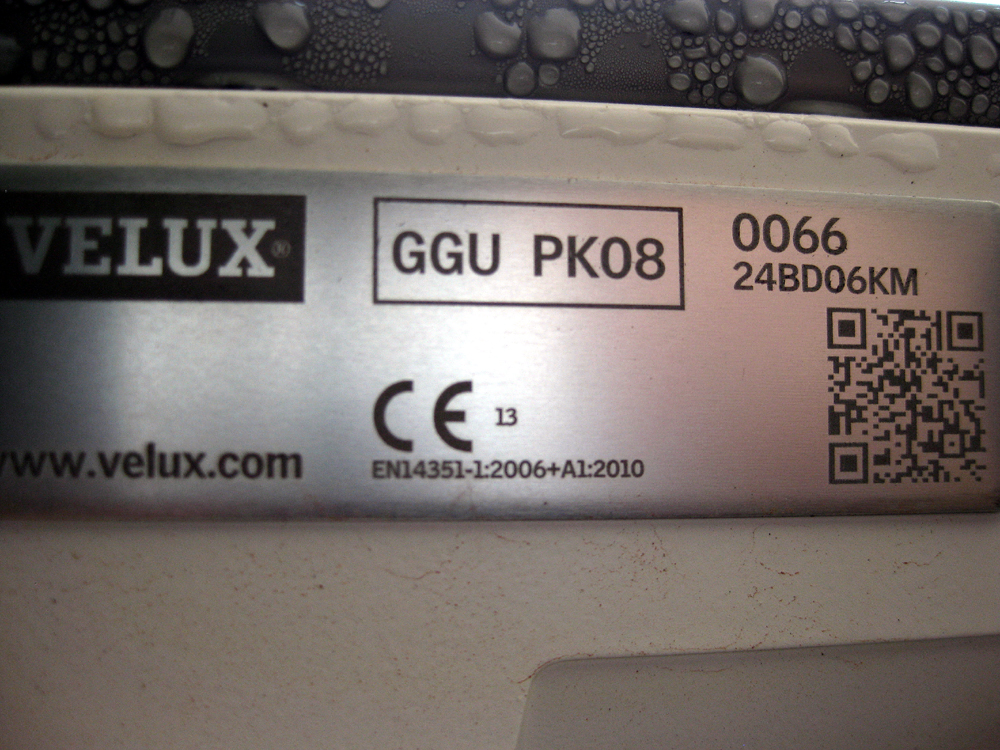 VELUX®
GGU PK08
0066
24BD06KM
CE 13
www.velux.com
EN14351-1:2006+A1:2010